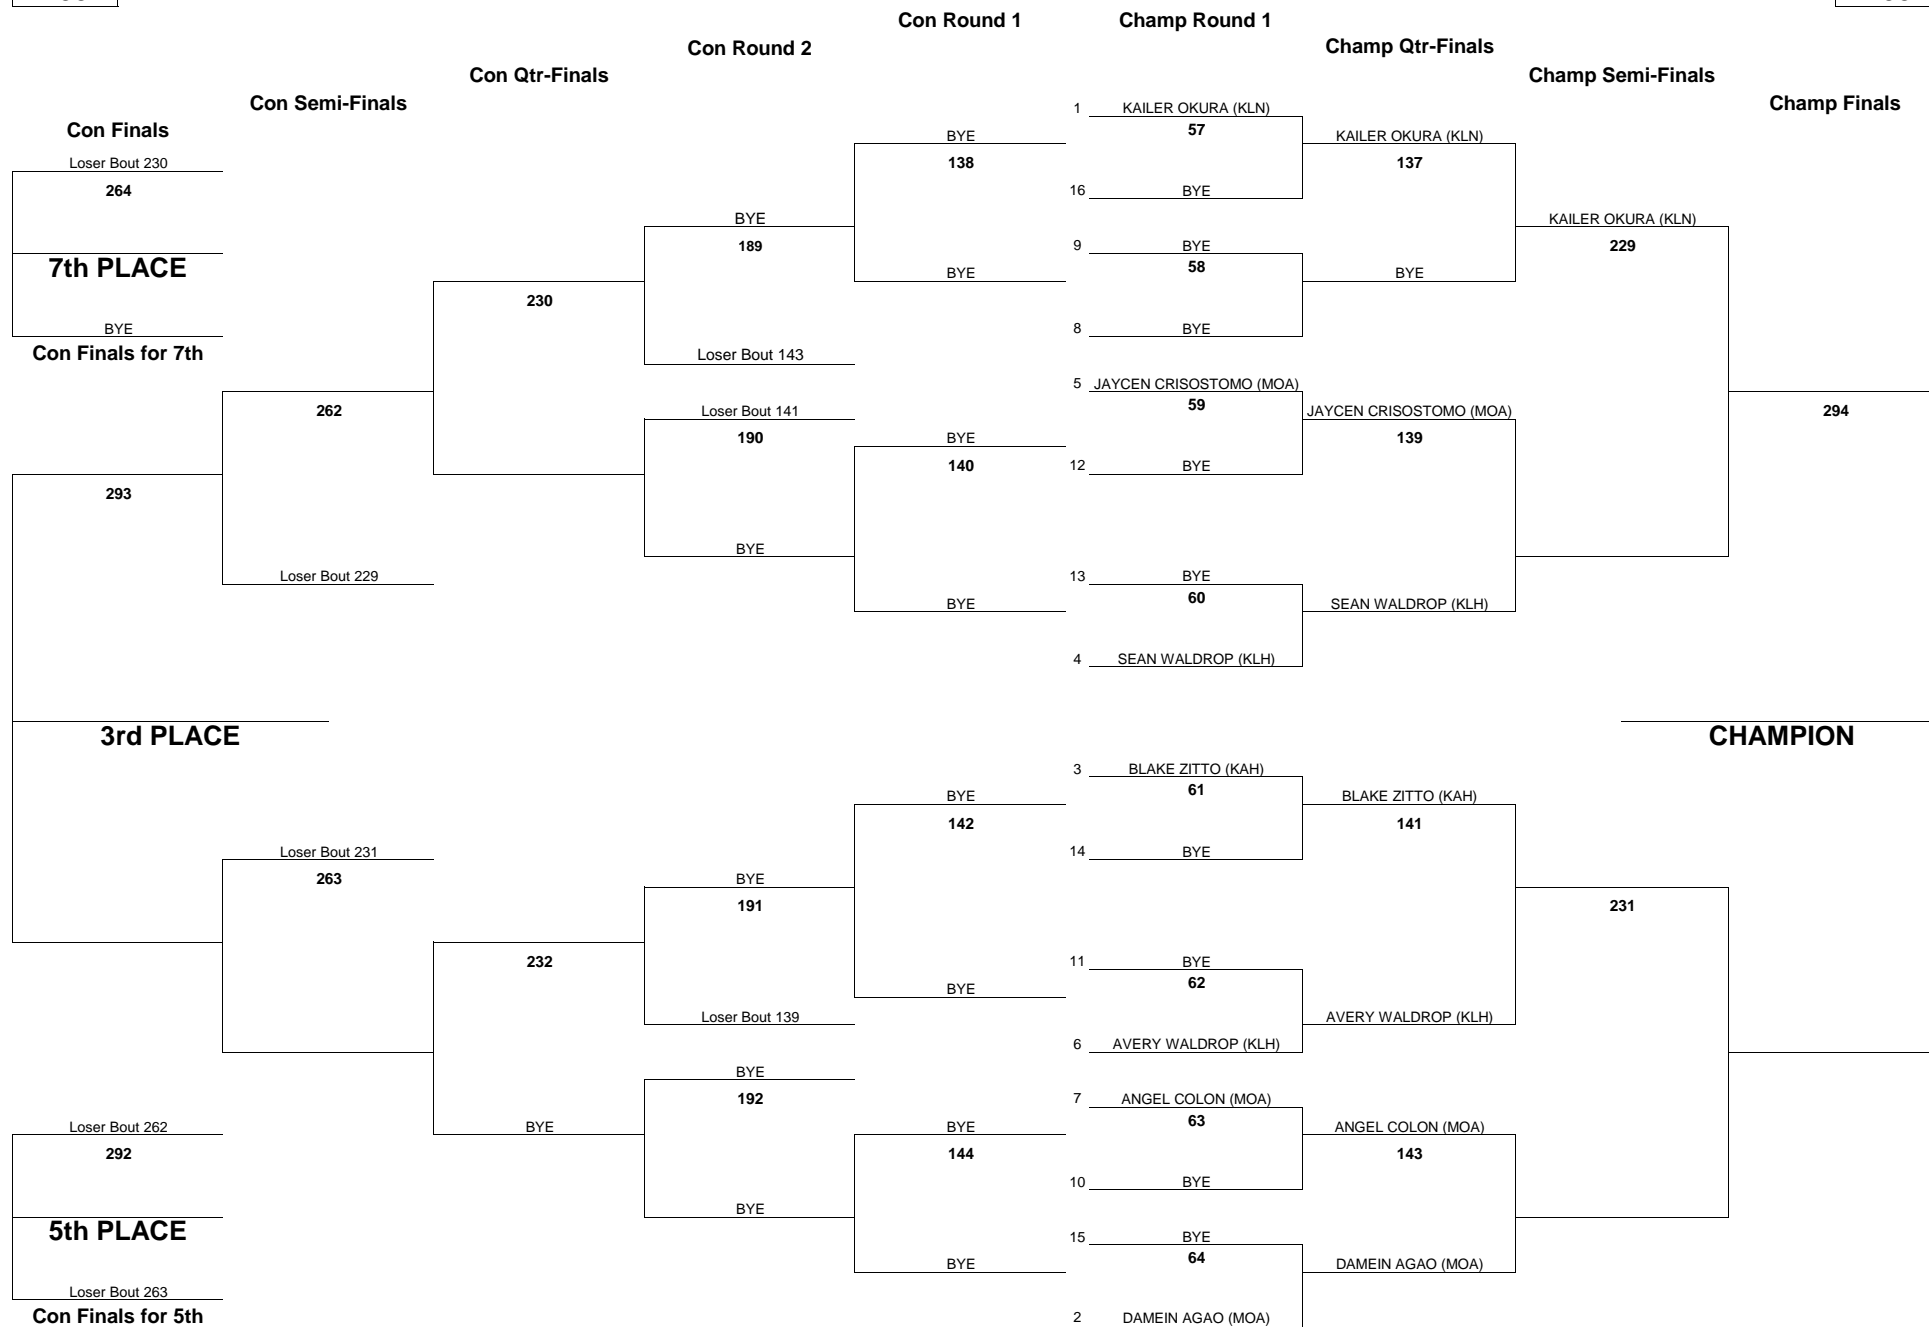 Con Round 1
Champ Round 1
Con Round 2
Champ Qtr-Finals
Con Qtr-Finals
Champ Semi-Finals
Con Semi-Finals
Champ Finals
Con Finals
1 KAILER OKURA (KLN)
57
BYE
KAILER OKURA (KLN)
Loser Bout 230
138
137
264
16 BYE
BYE
KAILER OKURA (KLN)
189
9 BYE
229
7th PLACE
58
BYE
BYE
230
BYE
8 BYE
Con Finals for 7th
Loser Bout 143
5 JAYCEN CRISOSTOMO (MOA)
59
262
Loser Bout 141
JAYCEN CRISOSTOMO (MOA)
294
190
BYE
139
140
12 BYE
293
BYE
Loser Bout 229
13 BYE
60
BYE
SEAN WALDROP (KLH)
4 SEAN WALDROP (KLH)
3rd PLACE
CHAMPION
3 BLAKE ZITTO (KAH)
61
BYE
BLAKE ZITTO (KAH)
142
141
Loser Bout 231
14 BYE
263
BYE
191
231
232
11 BYE
62
BYE
Loser Bout 139
AVERY WALDROP (KLH)
6 AVERY WALDROP (KLH)
BYE
192
7 ANGEL COLON (MOA)
63
Loser Bout 262
BYE
BYE
ANGEL COLON (MOA)
292
144
143
10 BYE
BYE
5th PLACE
15 BYE
64
BYE
DAMEIN AGAO (MOA)
Loser Bout 263
Con Finals for 5th
2 DAMEIN AGAO (MOA)